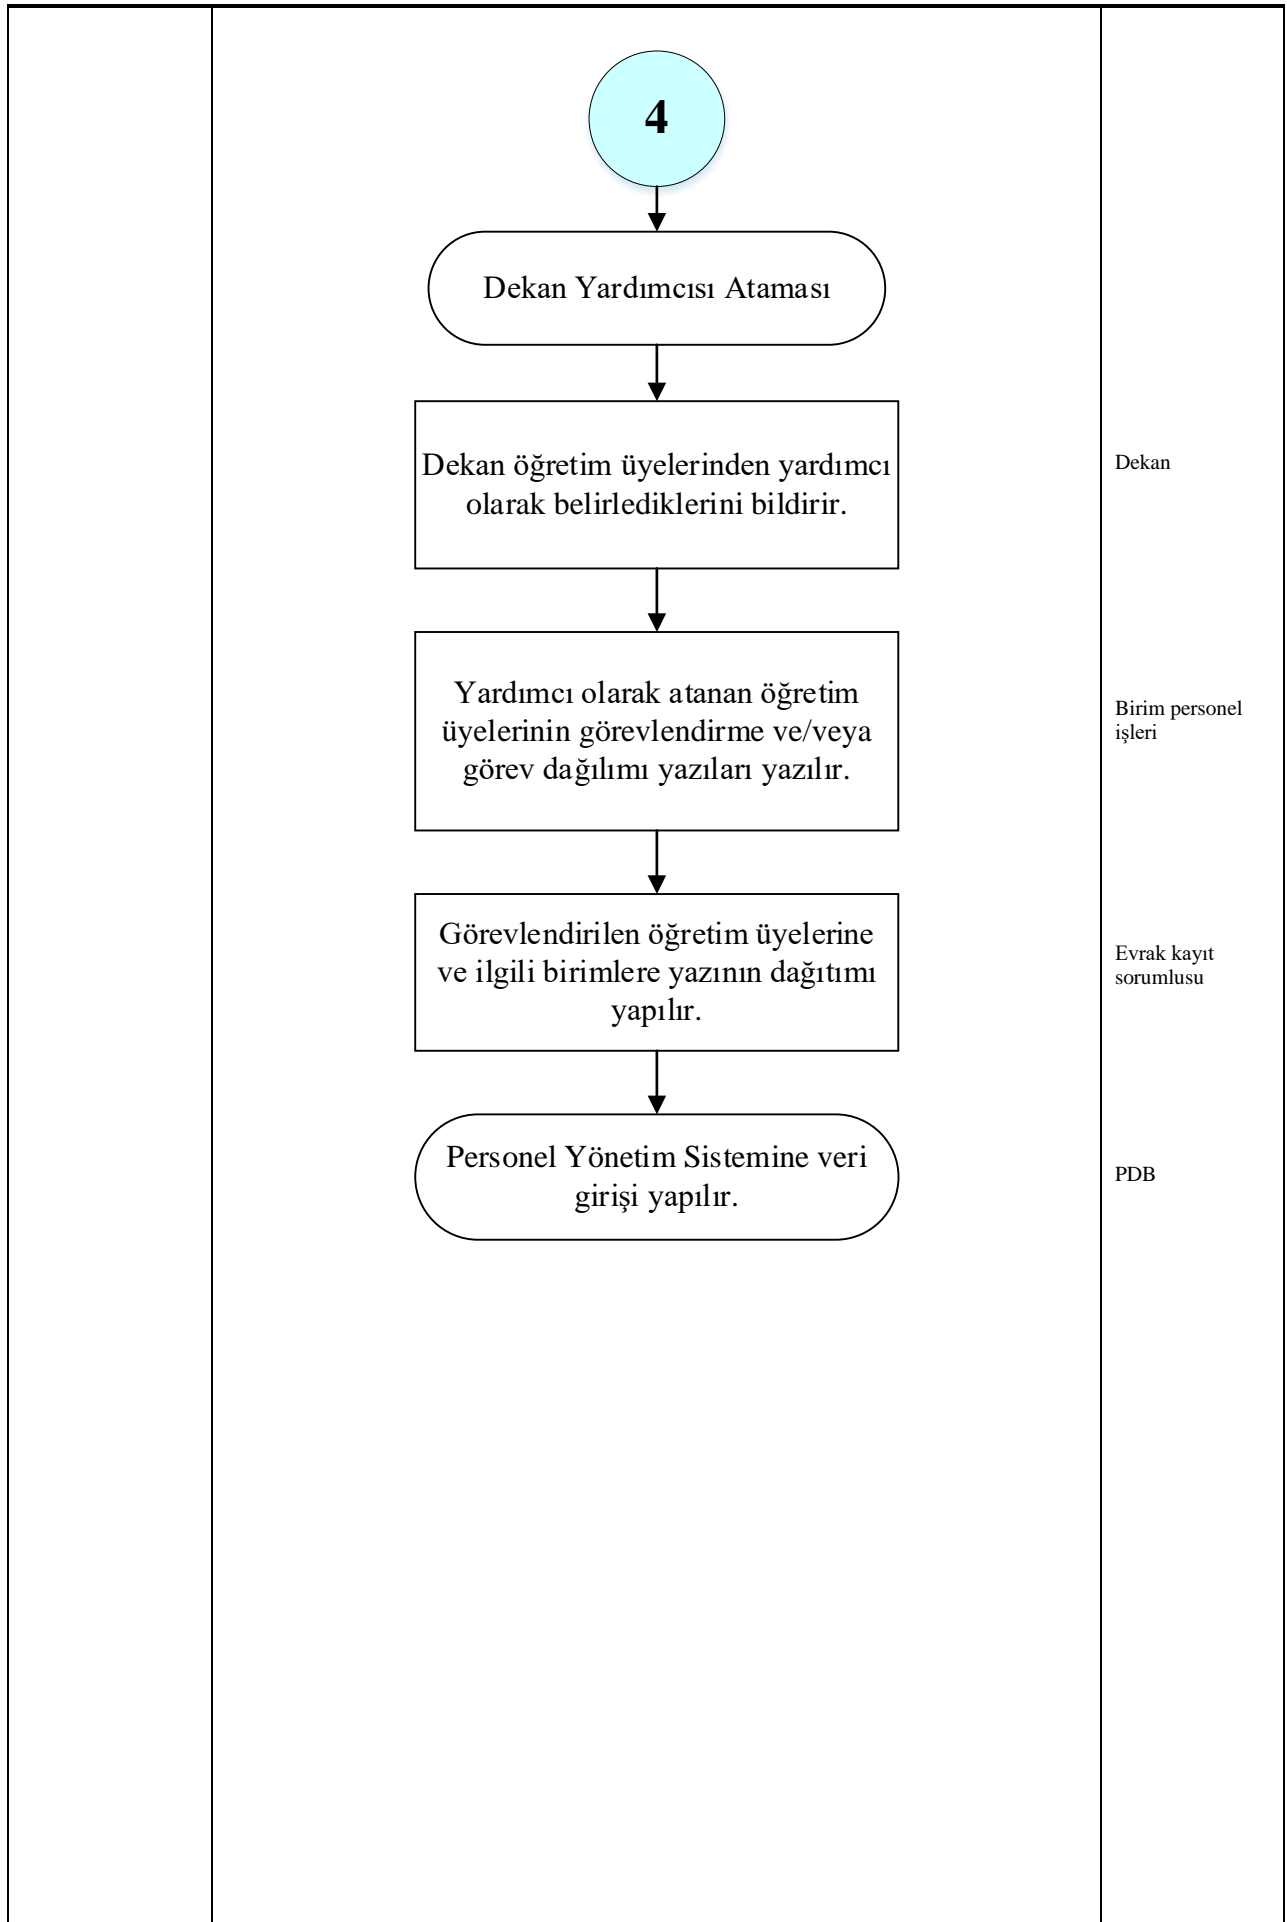 4
Dekan Yardımcısı Ataması
Dekan öğretim üyelerinden yardımcı
olarak belirlediklerini bildirir.
Dekan
Yardımcı olarak atanan öğretim
üyelerinin görevlendirme ve/veya
görev dağılımı yazıları yazılır.
Birim personel
işleri
Görevlendirilen öğretim üyelerine
ve ilgili birimlere yazının dağıtımı
yapılır.
Evrak kayıt
sorumlusu
Personel Yönetim Sistemine veri
girişi yapılır.
PDB